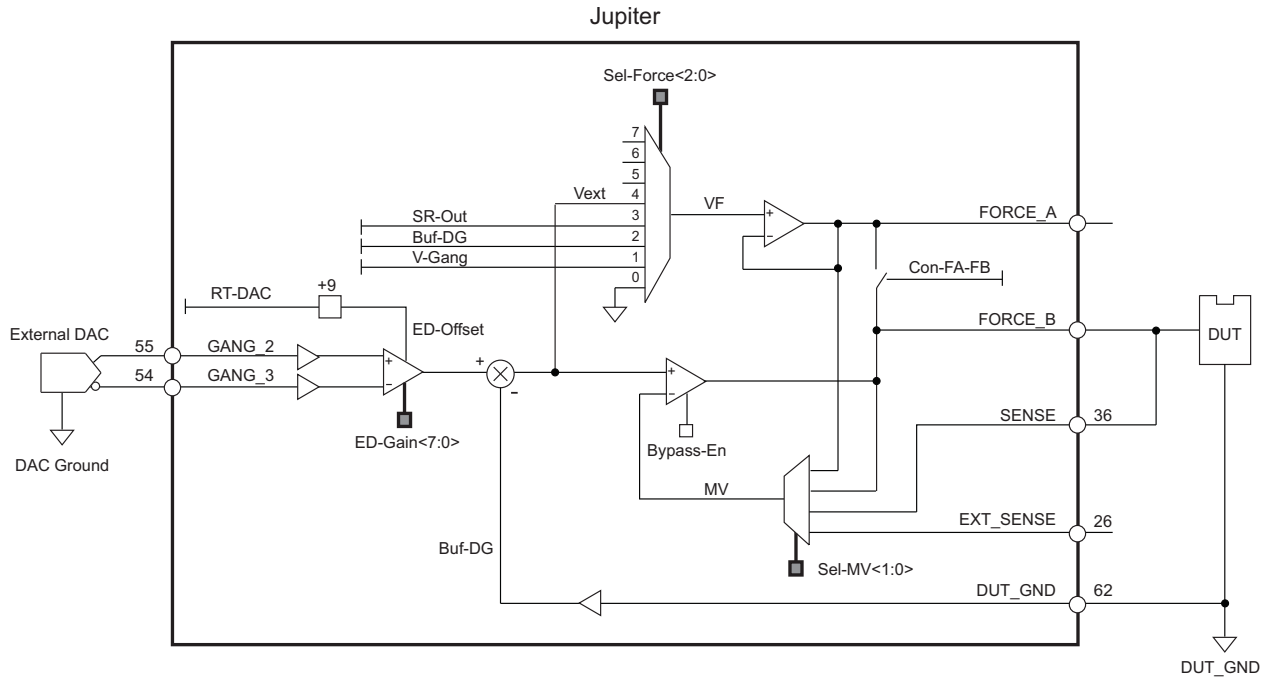 Jupiter
Sel-Force<2:0>
7
6
5
Vext 4
SR-Out 3
Buf-DG 2
V-Gang 1
0
VF
+
−
FORCE_A
Con-FA-FB
RT-DAC
+9
ED-Offset
FORCE_B
DUT
External DAC
55
GANG_2
54
GANG_3
+
−
+
-
+
−
ED-Gain<7:0>
DAC Ground
Bypass-En
SENSE 36
MV
EXT_SENSE 26
Buf-DG
Sel-MV<1:0>
DUT_GND 62
DUT_GND